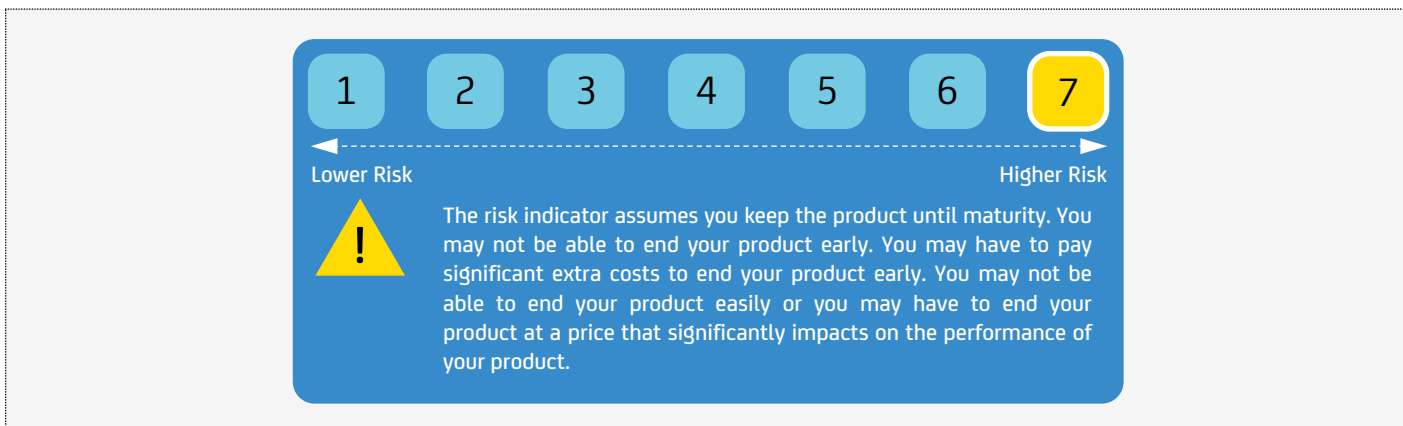 1 2 3 4 5 6 7
Lower Risk Higher Risk
!
The risk indicator assumes you keep the product until maturity. You
may not be able to end your product early. You may have to pay
significant extra costs to end your product early. You may not be
able to end your product easily or you may have to end your
product at a price that significantly impacts on the performance of
your product.